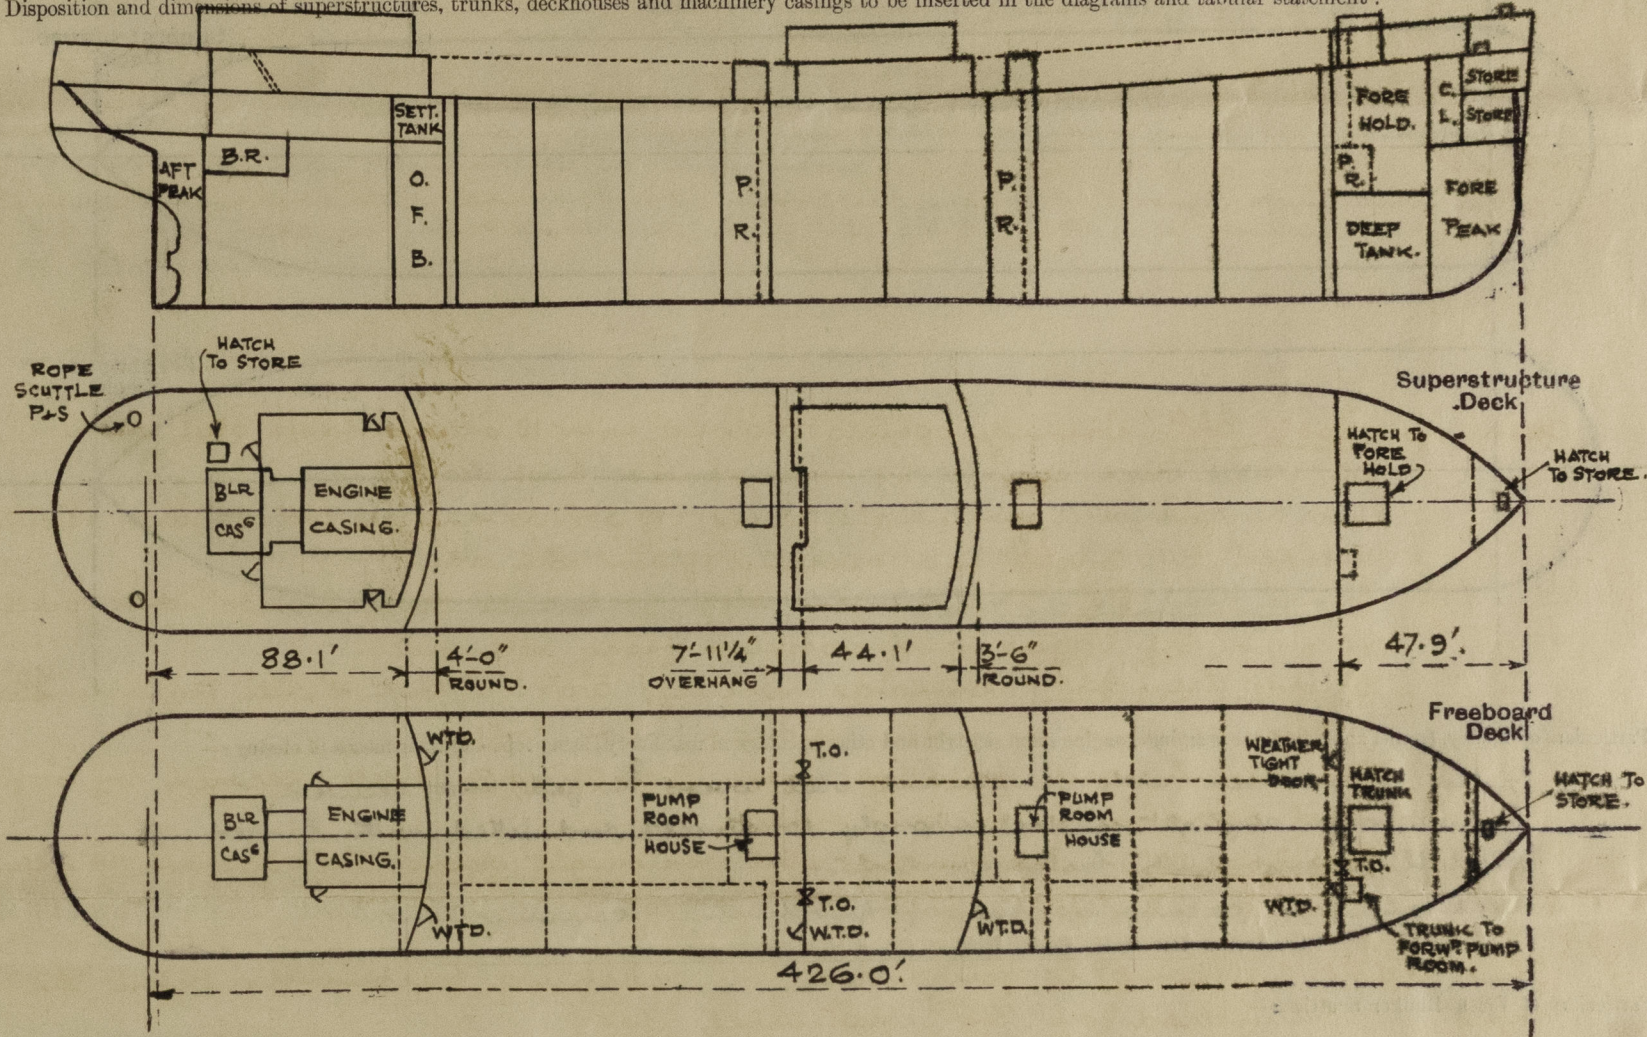 Disposition and dimensions of superstructures, trunks, deckhouses and machinery casings to be inserted in the diagrams and tabular statement:
SETT.
TANK
B.R.
AFT
PEAK
O.
F.
B.
P.
R.
P.
R.
FORE
HOLD.
P.
R.
DEEP
TANK.
C.
L.
STORE
STORE
FORE
PEAK
HATCH
TO STORE
ROPE
SCUTTLE
P&S
BLR
CASG
ENGINE
CASING.
Superstructure
Deck
HATCH TO
FORE
HOLD
HATCH
TO STORE.
88.1'
4'-0"
ROUND.
7'-11¼"
OVERHANG
44.1'
3'-6"
ROUND.
47.9'.
Freeboard
Deck
W.T.D.
T.O.
WEATHER
TIGHT
DOOR
HATCH
TRUNK
HATCH TO
STORE.
BLR
CASG
ENGINE
CASING.
PUMP
ROOM
HOUSE
PUMP
ROOM
HOUSE
T.O.
W.T.D.
T.O.
W.T.D.
W.T.D.
W.T.D.
TRUNK TO
FORWD PUMP
ROOM.
426.0'.